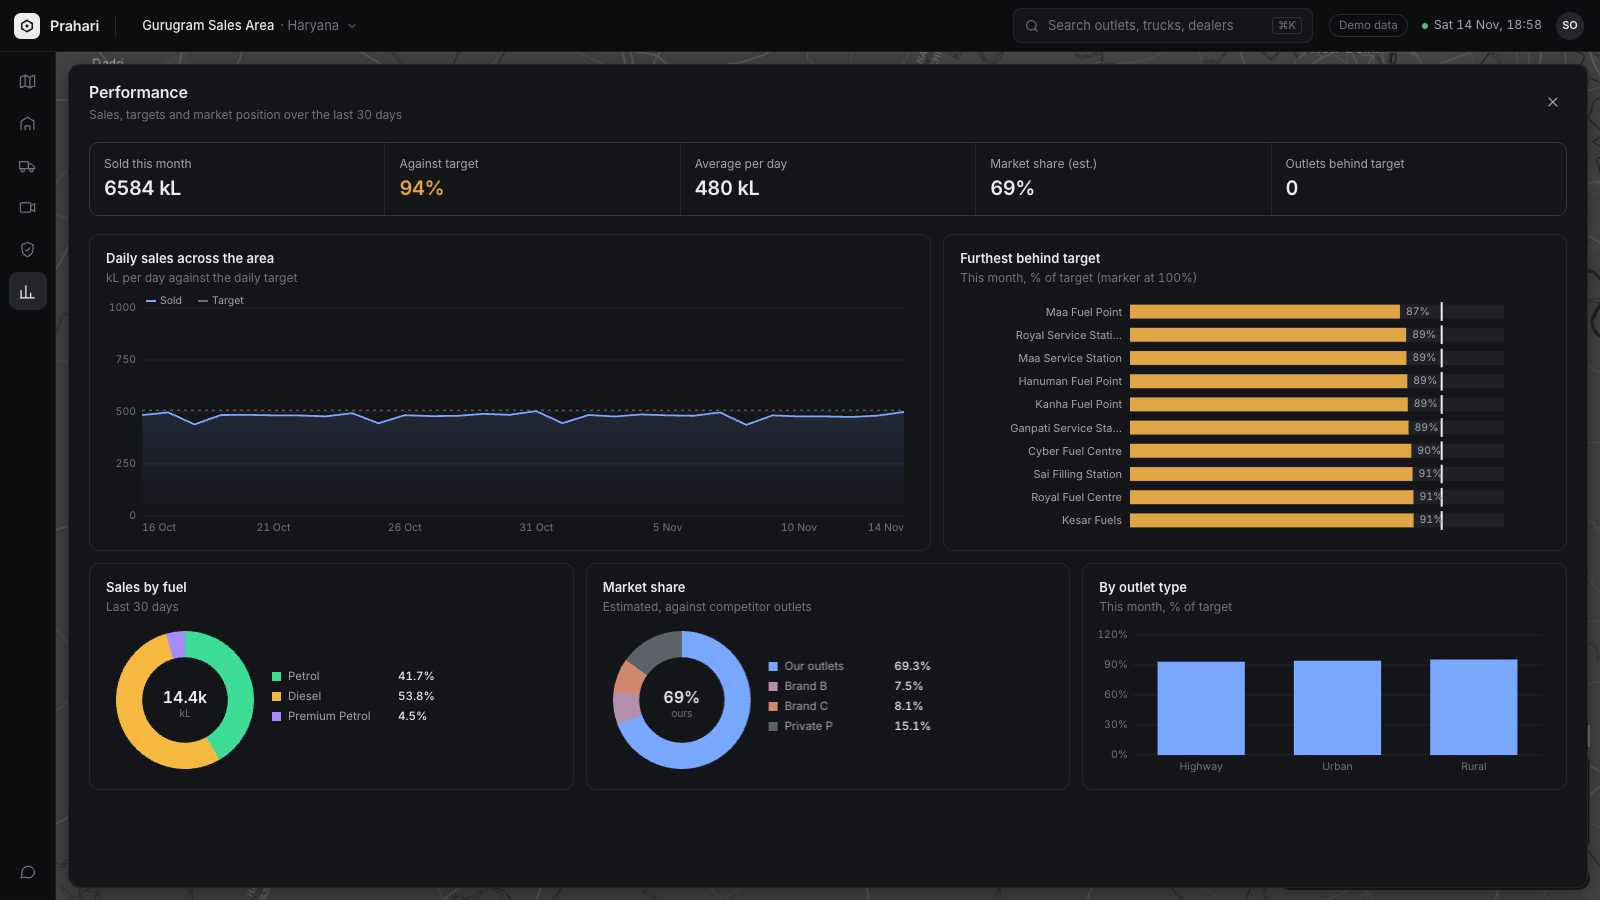 Prahari
Gurugram Sales Area · Haryana
Search outlets, trucks, dealers
⌘K
Demo data
Sat 14 Nov, 18:58
SO
Dadri
Performance
Sales, targets and market position over the last 30 days
Sold this month
6584 kL
Against target
94%
Average per day
480 kL
Market share (est.)
69%
Outlets behind target
0
Daily sales across the area
kL per day against the daily target
Sold
Target
1000
750
500
250
0
16 Oct
21 Oct
26 Oct
31 Oct
5 Nov
10 Nov
14 Nov
Furthest behind target
This month, % of target (marker at 100%)
Maa Fuel Point 87%
Royal Service Stati... 89%
Maa Service Station 89%
Hanuman Fuel Point 89%
Kanha Fuel Point 89%
Ganpati Service Sta... 89%
Cyber Fuel Centre 90%
Sai Filling Station 91%
Royal Fuel Centre 91%
Kesar Fuels 91%
Sales by fuel
Last 30 days
14.4k
kL
Petrol 41.7%
Diesel 53.8%
Premium Petrol 4.5%
Market share
Estimated, against competitor outlets
69%
ours
Our outlets 69.3%
Brand B 7.5%
Brand C 8.1%
Private P 15.1%
By outlet type
This month, % of target
120%
90%
60%
30%
0%
Highway
Urban
Rural